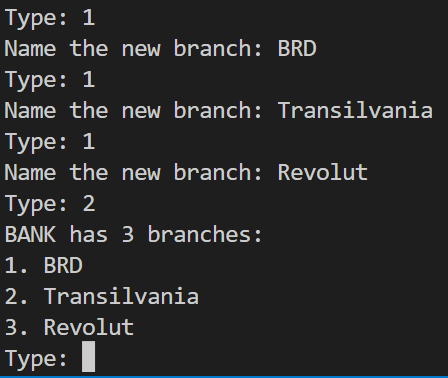 Type: 1
Name the new branch: BRD
Type: 1
Name the new branch: Transilvania
Type: 1
Name the new branch: Revolut
Type: 2
BANK has 3 branches:
1. BRD
2. Transilvania
3. Revolut
Type: